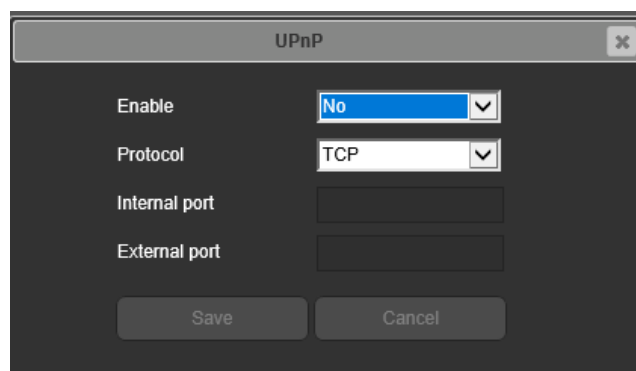 UPnP
Enable No
Protocol TCP
Internal port
External port
Save Cancel